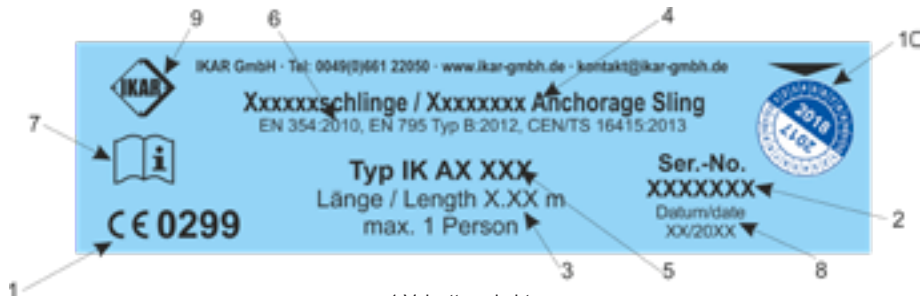 9
6
4
10
IKAR GmbH · Tel: 0049(0)661 22050 · www.ikar-gmbh.de · kontakt@ikar-gmbh.de
IKAR
Xxxxxxschlinge / Xxxxxxxx Anchorage Sling
EN 354:2010, EN 795 Typ B:2012, CEN/TS 16415:2013
2018
2017
7
i
Typ IK AX XXX
Ser.-No.
XXXXXXX
Länge / Length X.XX m
max. 1 Person
Datum/date
XX/20XX
CE 0299
2
1
3
5
8